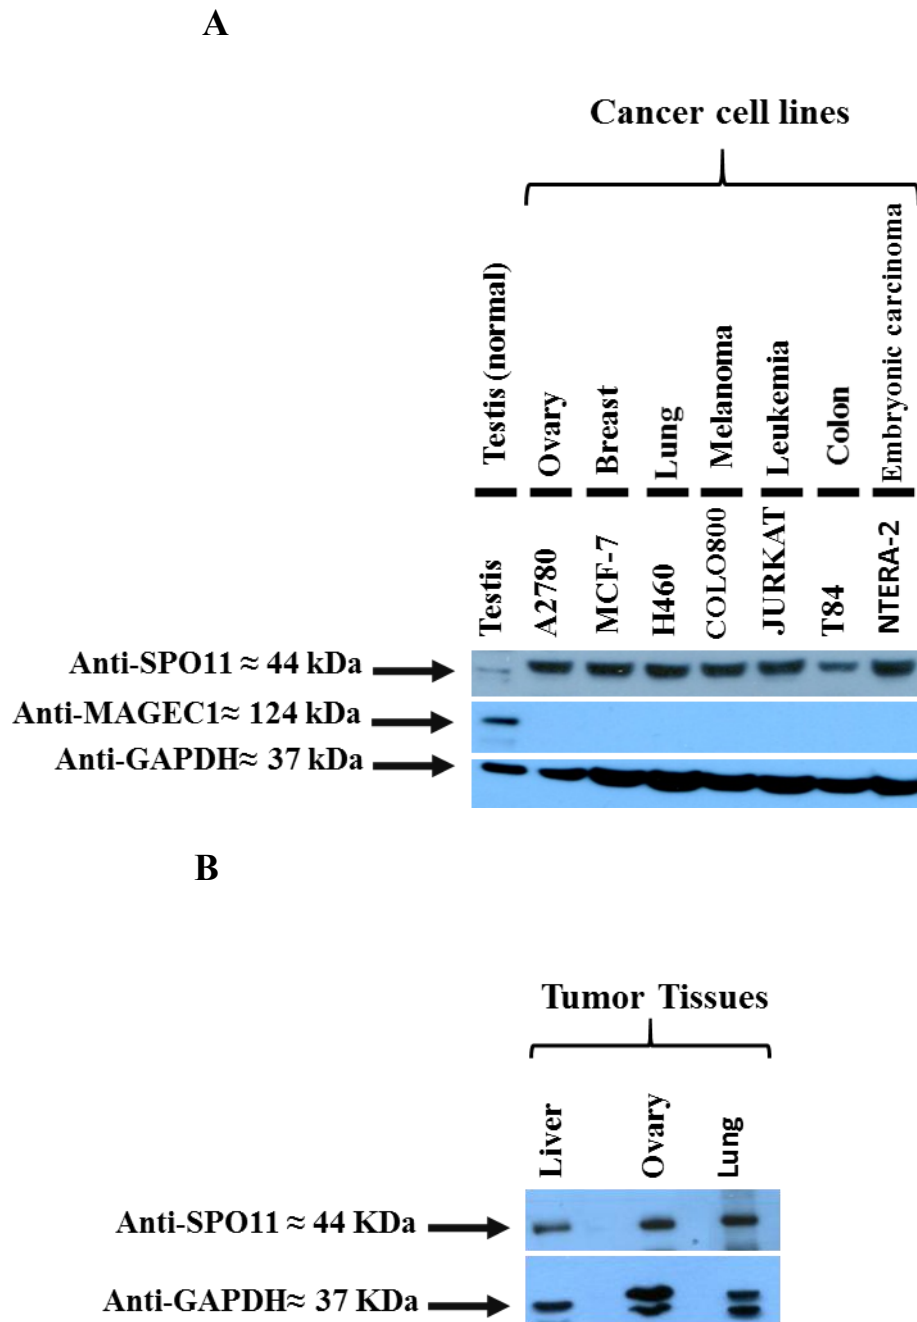 A
Cancer cell lines
Testis (normal)
Ovary
Breast
Lung
Melanoma
Leukemia
Colon
Embryonic carcinoma
Testis
A2780
MCF-7
H460
COLO800
JURKAT
T84
NTERA-2
Anti-SPO11 ≈ 44 kDa
Anti-MAGEC1≈ 124 kDa
Anti-GAPDH≈ 37 kDa
B
Tumor Tissues
Liver
Ovary
Lung
Anti-SPO11 ≈ 44 KDa
Anti-GAPDH≈ 37 KDa